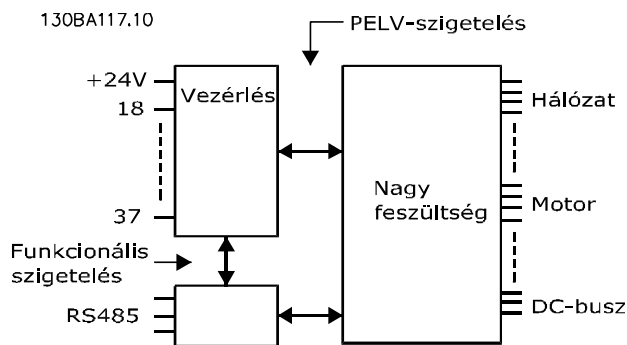 130BA117.10
PELV-szigetelés
+24V
18
37
Vezérlés
Nagy
feszültség
Hálózat
Motor
DC-busz
Funkcionális
szigetelés
RS485